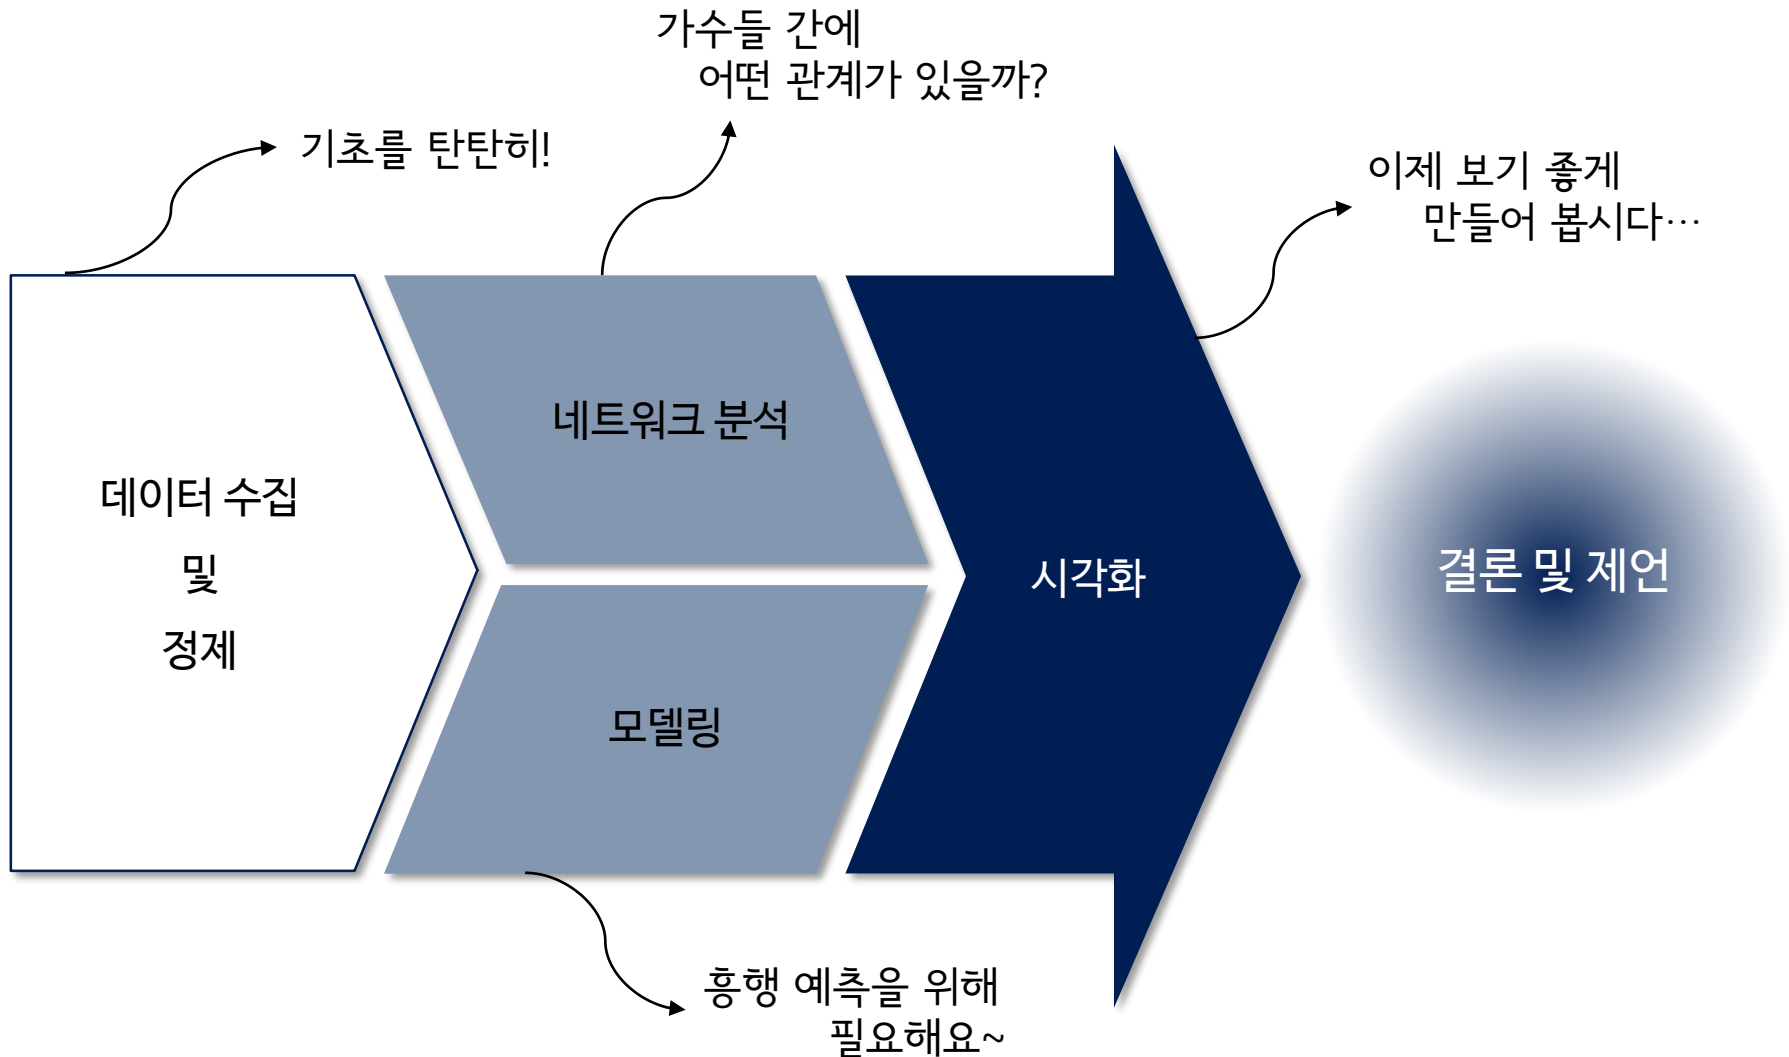 가수들 간에
어떤 관계가 있을까?
기초를 탄탄히!
이제 보기 좋게
만들어 봅시다…
데이터 수집
및
정제
네트워크 분석
모델링
시각화
결론 및 제언
흥행 예측을 위해
필요해요~